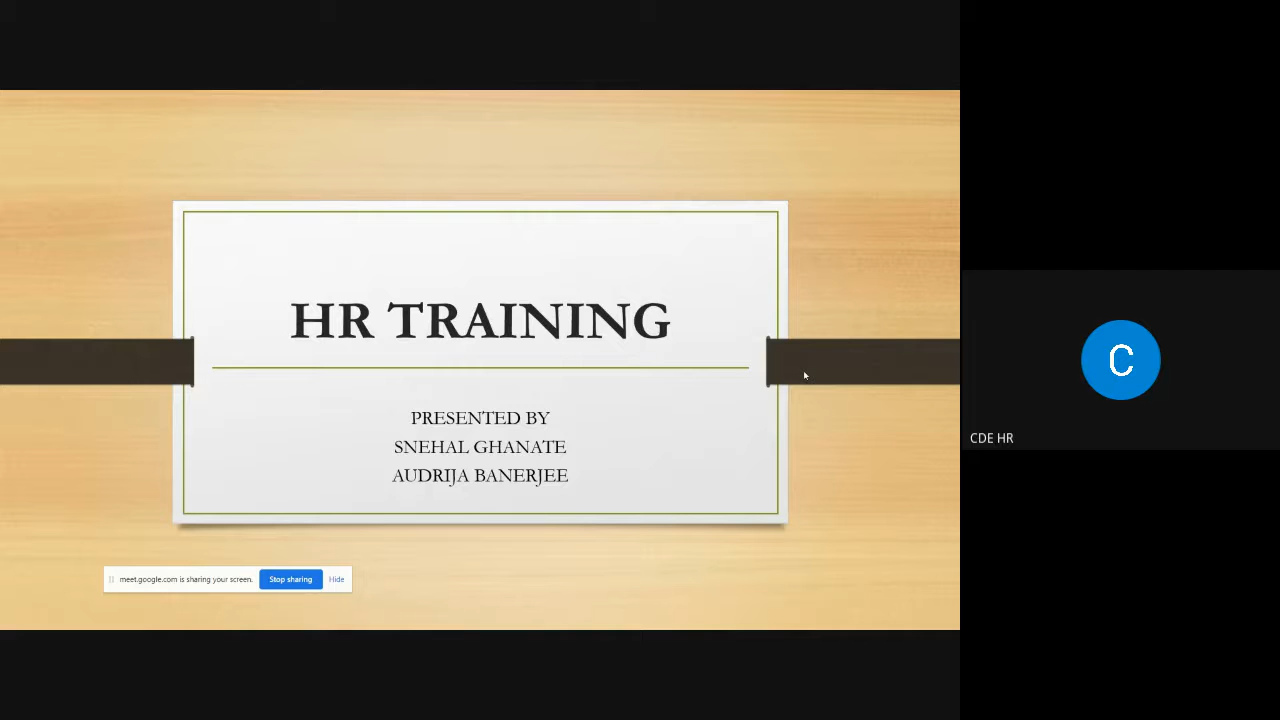 HR TRAINING
PRESENTED BY
SNEHAL GHANATE
AUDRIJA BANERJEE
meet.google.com is sharing your screen. Stop sharing Hide
C
CDE HR